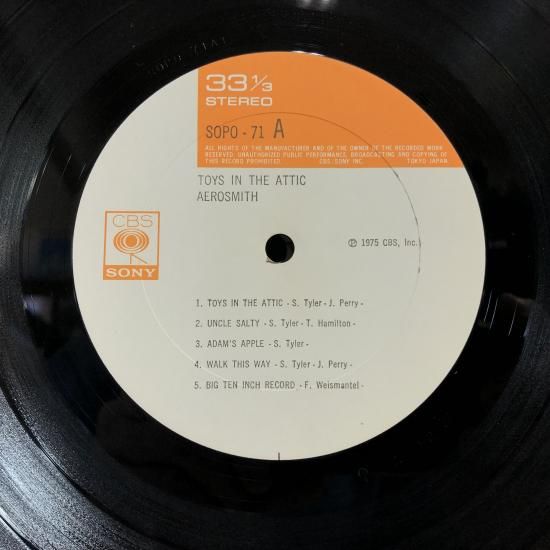 33 1/3
STEREO
SOPO - 71 A
ALL RIGHTS OF THE MANUFACTURER AND OF THE OWNER OF THE RECORDED WORK
RESERVED. UNAUTHORIZED PUBLIC PERFORMANCE, BROADCASTING AND COPYING OF
THIS RECORD PROHIBITED. CBS/SONY INC. TOKYO JAPAN
TOYS IN THE ATTIC
AEROSMITH
CBS
SONY
Ⓟ 1975 CBS, Inc.
1. TOYS IN THE ATTIC - S. Tyler - J. Perry -
2. UNCLE SALTY - S. Tyler - T. Hamilton -
3. ADAM'S APPLE - S. Tyler -
4. WALK THIS WAY - S. Tyler - J. Perry -
5. BIG TEN INCH RECORD - F. Weismantel -